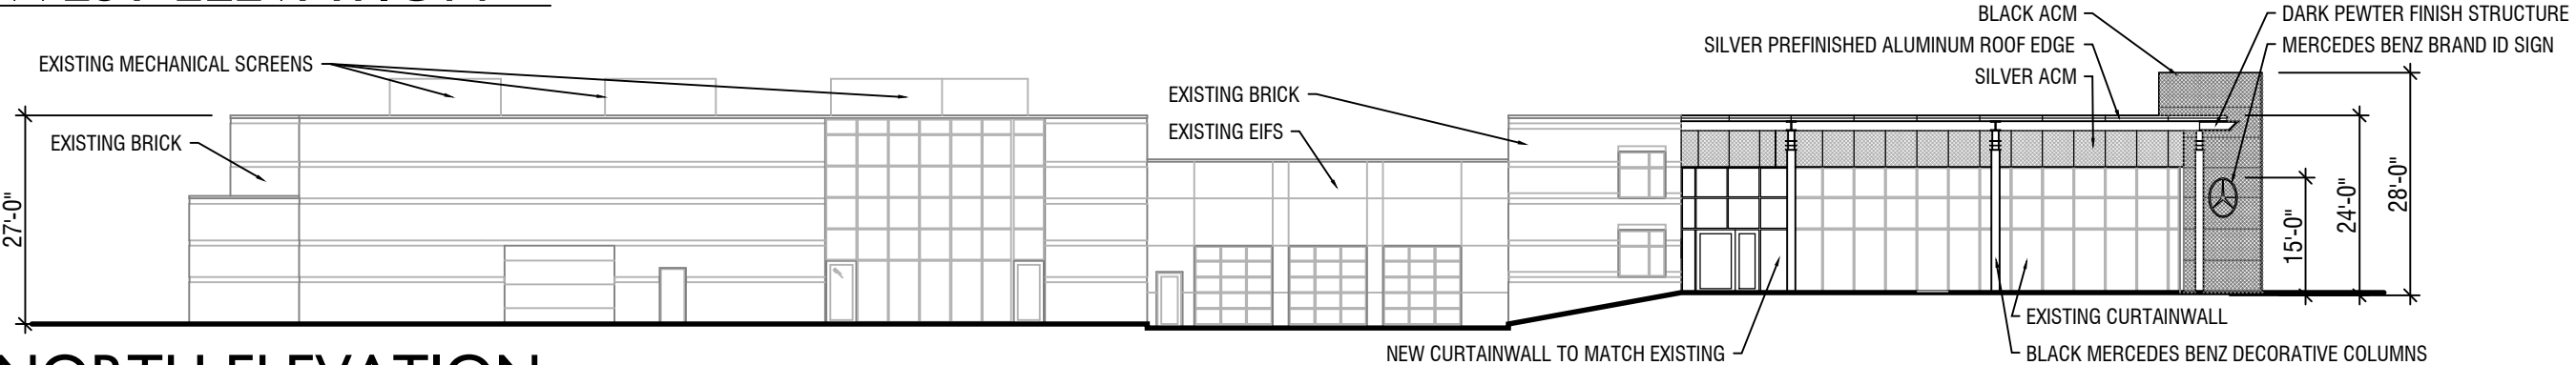 WEST ELEVATION
BLACK ACM
DARK PEWTER FINISH STRUCTURE
SILVER PREFINISHED ALUMINUM ROOF EDGE
MERCEDES BENZ BRAND ID SIGN
EXISTING MECHANICAL SCREENS
SILVER ACM
EXISTING BRICK
EXISTING EIFS
EXISTING BRICK
27'-0"
15'-0"
24'-0"
28'-0"
EXISTING CURTAINWALL
NEW CURTAINWALL TO MATCH EXISTING
BLACK MERCEDES BENZ DECORATIVE COLUMNS
NORTH ELEVATION